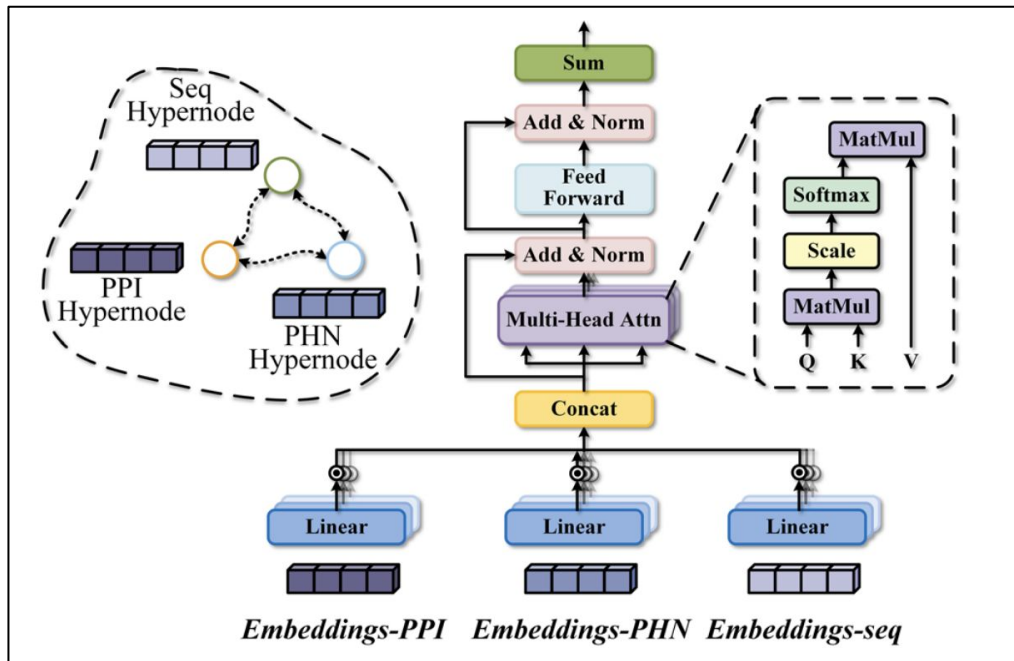 Seq
Hypernode
PPI
Hypernode
PHN
Hypernode
Sum
Add & Norm
Feed
Forward
Add & Norm
Multi-Head Attn
Concat
Linear
Linear
Linear
Embeddings-PPI
Embeddings-PHN
Embeddings-seq
MatMul
Softmax
Scale
MatMul
Q K V